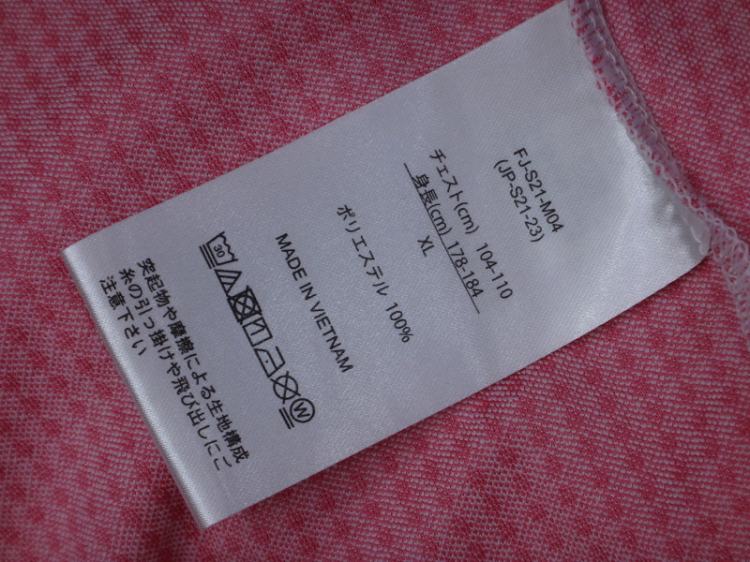 FJ-S21-M04
(JP-S21-23)
チェスト(cm) 104-110
身長(cm) 178-184
XL
ポリエステル 100%
MADE IN VIETNAM
30
W
突起物や摩擦による生地構成
糸の引っ掛けや飛び出しにご
注意下さい